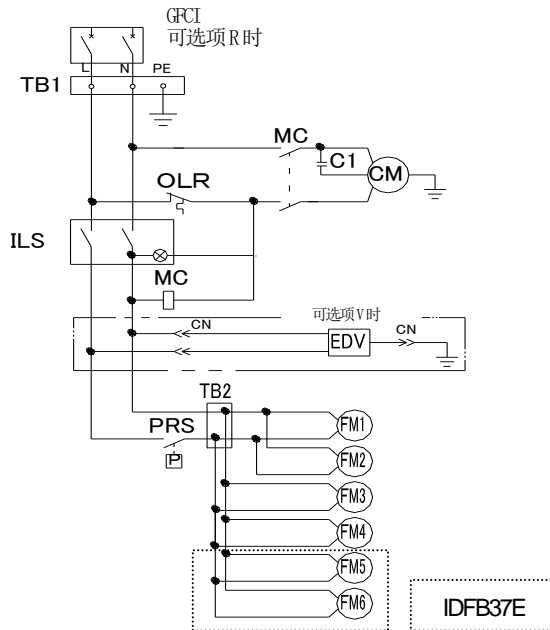 GFCI
可选项R时
L N PE
TB1
MC
C1
CM
OLR
ILS
MC
可选项V时
CN
CN
EDV
TB2
PRS
P
FM1
FM2
FM3
FM4
FM5
FM6
IDFB37E